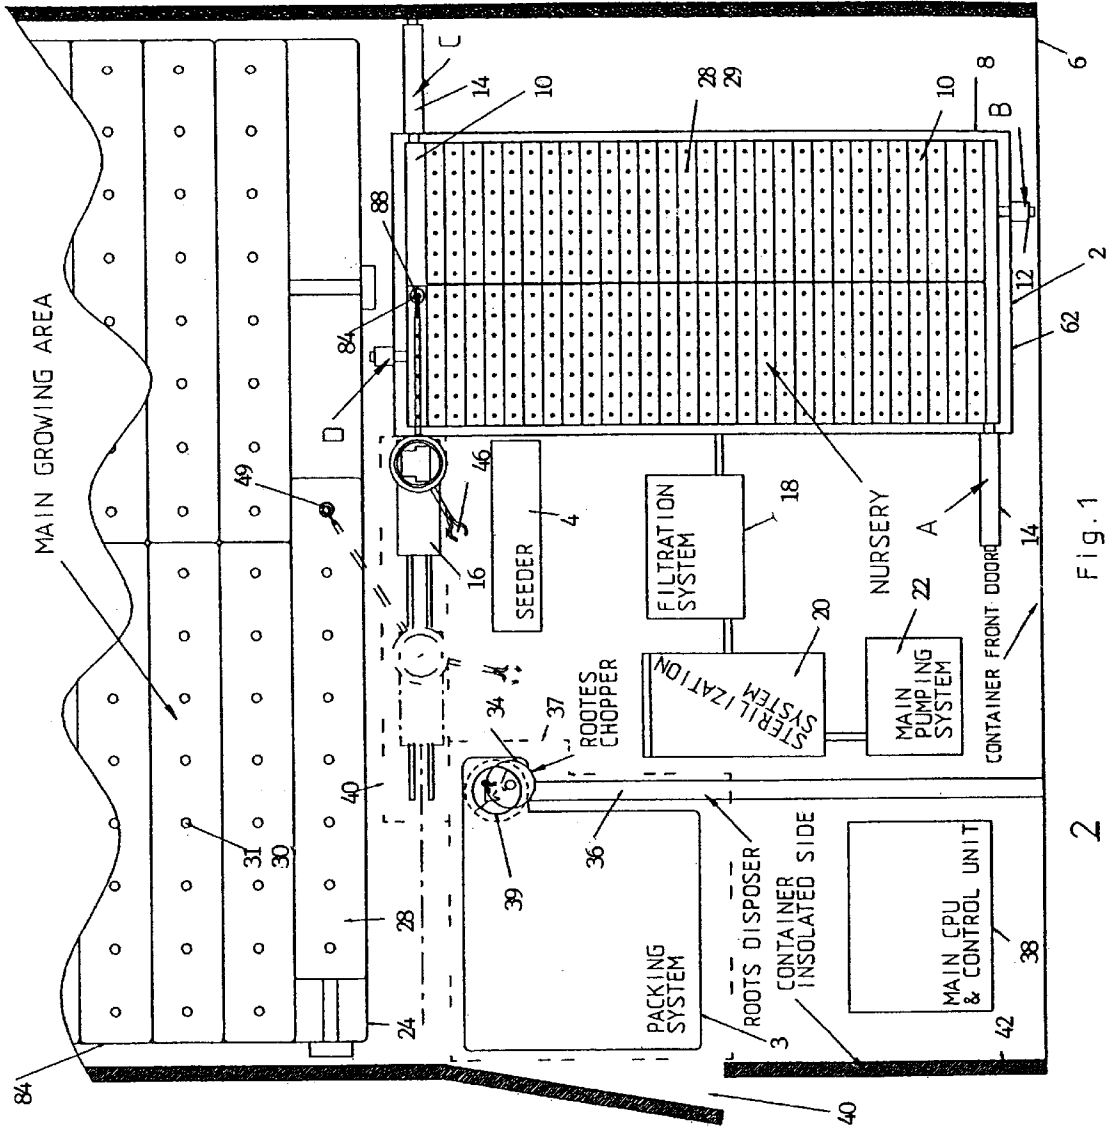 MAIN GROWING AREA
84
24
28
31
30
49
D
84
88
C
14
10
28
29
10
8
B
6
12
2
62
NURSERY
A
14
CONTAINER FRONT DOOR
46
16
SEEDER
4
FILTRATION
SYSTEM
18
STERILIZATION
SYSTEM
20
MAIN
PUMPING
SYSTEM
22
34
37
ROOTES
CHOPPER
40
39
36
PACKING
SYSTEM
3
ROOTS DISPOSER
CONTAINER
INSOLATED SIDE
MAIN CPU
& CONTROL UNIT
38
42
40
2
Fig.1